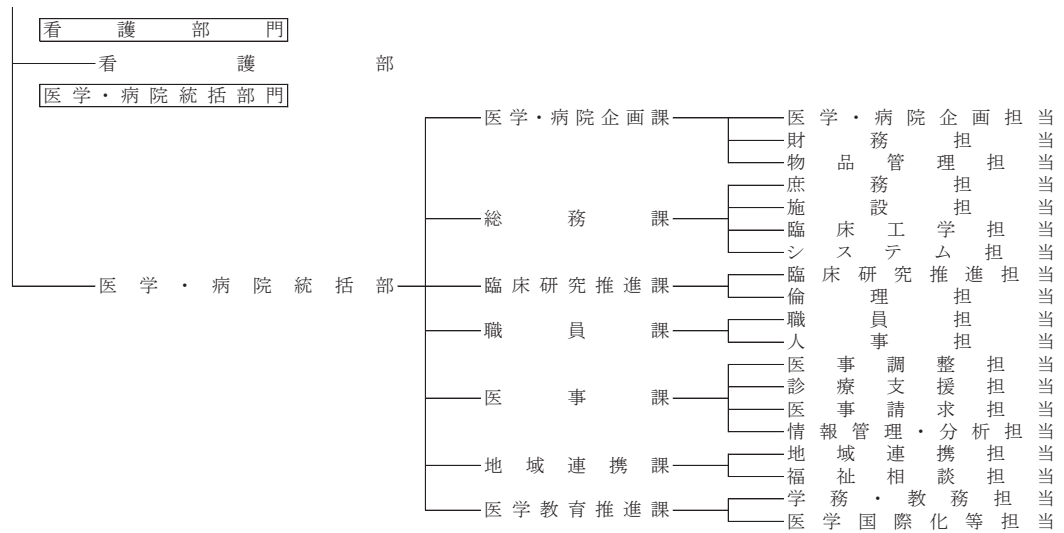 看護部門
看護部
医学・病院統括部門
医学・病院企画課 医学・病院企画担当
財務担当
物品管理担当
庶務担当
総務課 施設担当
臨床工学担当
システム担当
医学・病院統括部 臨床研究推進課 臨床研究推進担当
倫理担当
職員課 職員担当
人事担当
医事調整担当
医事課 診療支援担当
医事請求担当
情報管理・分析担当
地域連携課 地域連携担当
福祉相談担当
医学教育推進課 学務・教務担当
医学国際化等担当